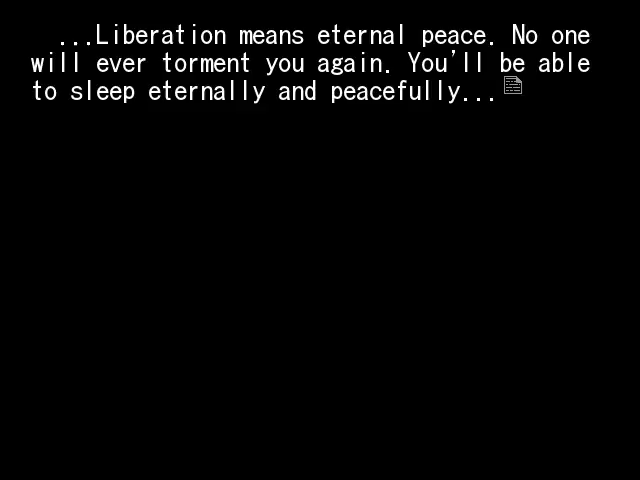 ...Liberation means eternal peace. No one
will ever torment you again. You'll be able
to sleep eternally and peacefully...